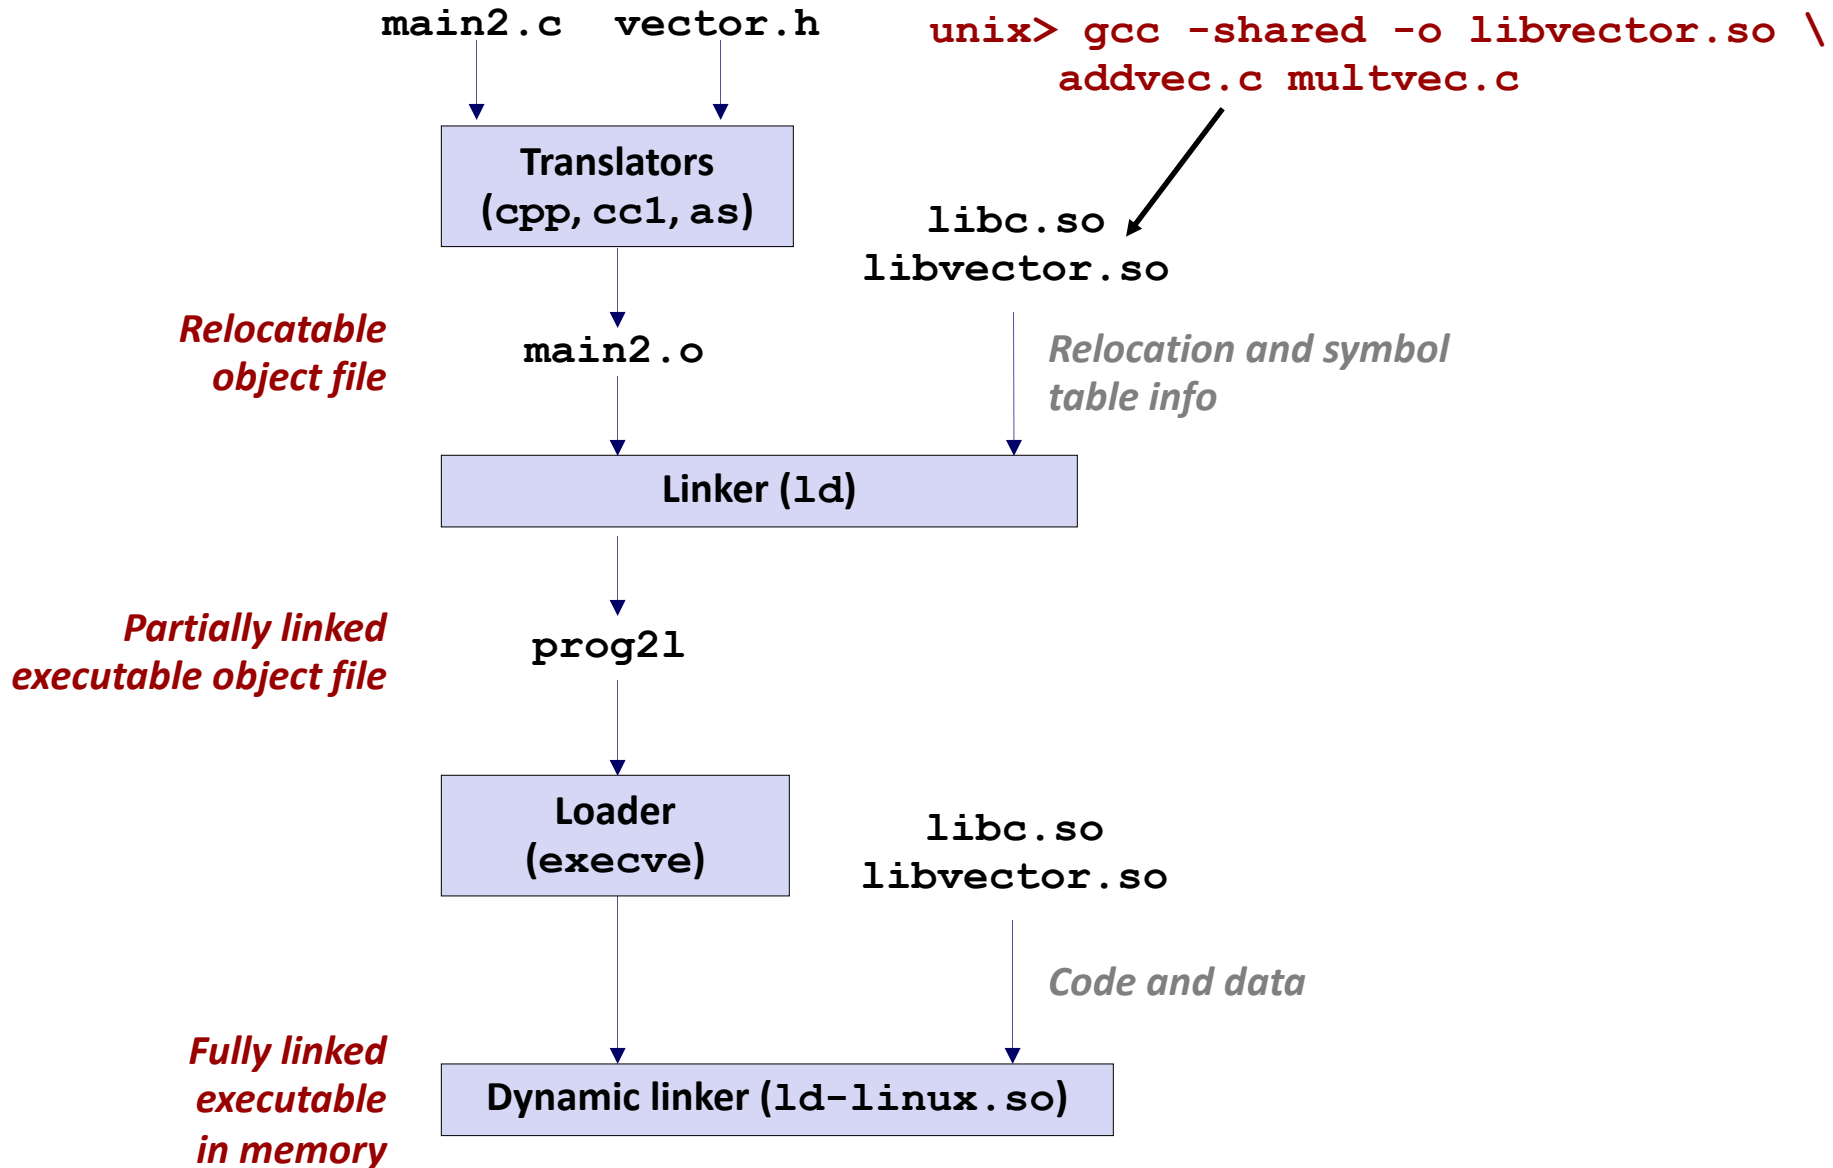 main2.c vector.h
unix> gcc -shared -o libvector.so \
addvec.c multvec.c
Translators
(cpp, cc1, as)
libc.so
libvector.so
Relocatable
object file
main2.o
Relocation and symbol
table info
Linker (ld)
Partially linked
executable object file
prog2l
Loader
(execve)
libc.so
libvector.so
Code and data
Fully linked
executable
in memory
Dynamic linker (ld-linux.so)